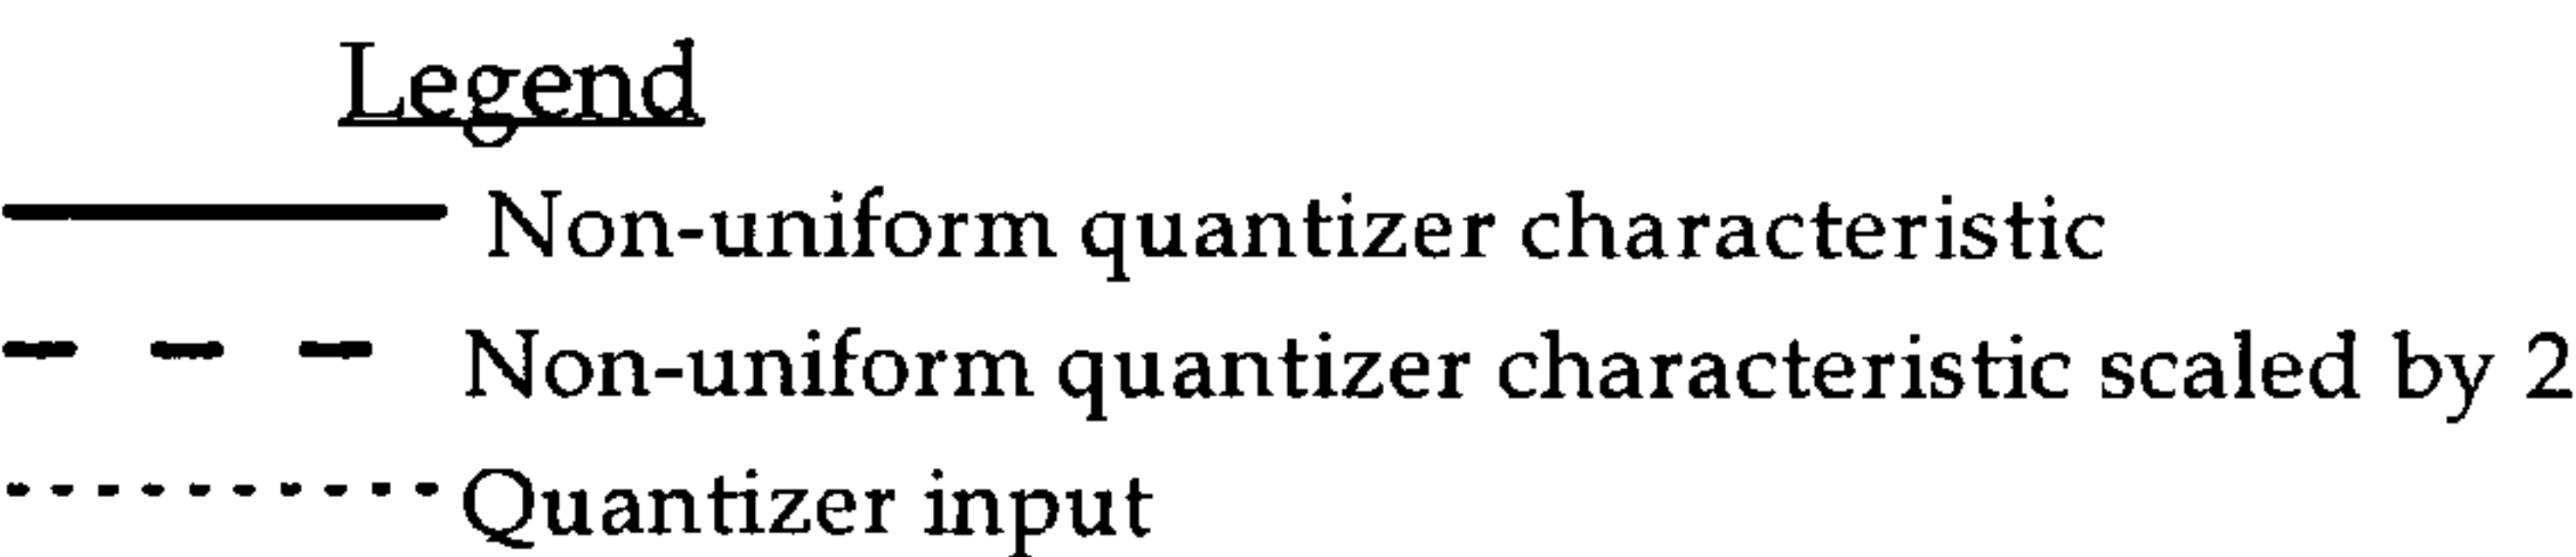 Legend
Non-uniform quantizer characteristic
Non-uniform quantizer characteristic scaled by 2
Quantizer input